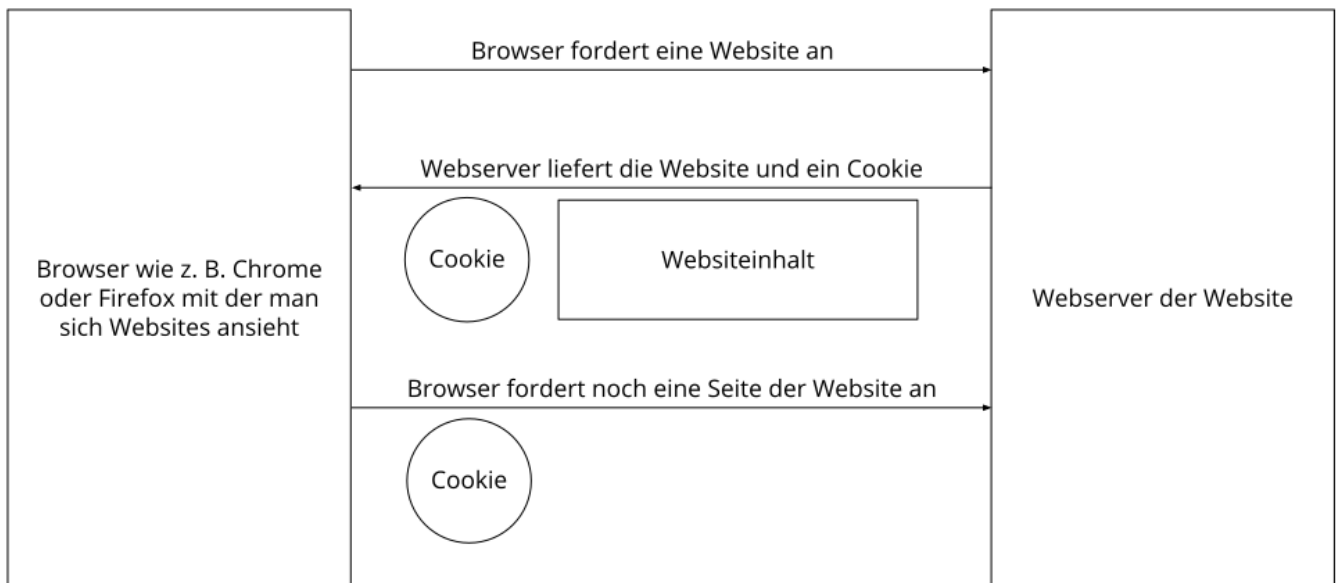 Browser fordert eine Website an
Webserver liefert die Website und ein Cookie
Cookie
Websiteinhalt
Browser wie z. B. Chrome
oder Firefox mit der man
sich Websites ansieht
Webserver der Website
Browser fordert noch eine Seite der Website an
Cookie